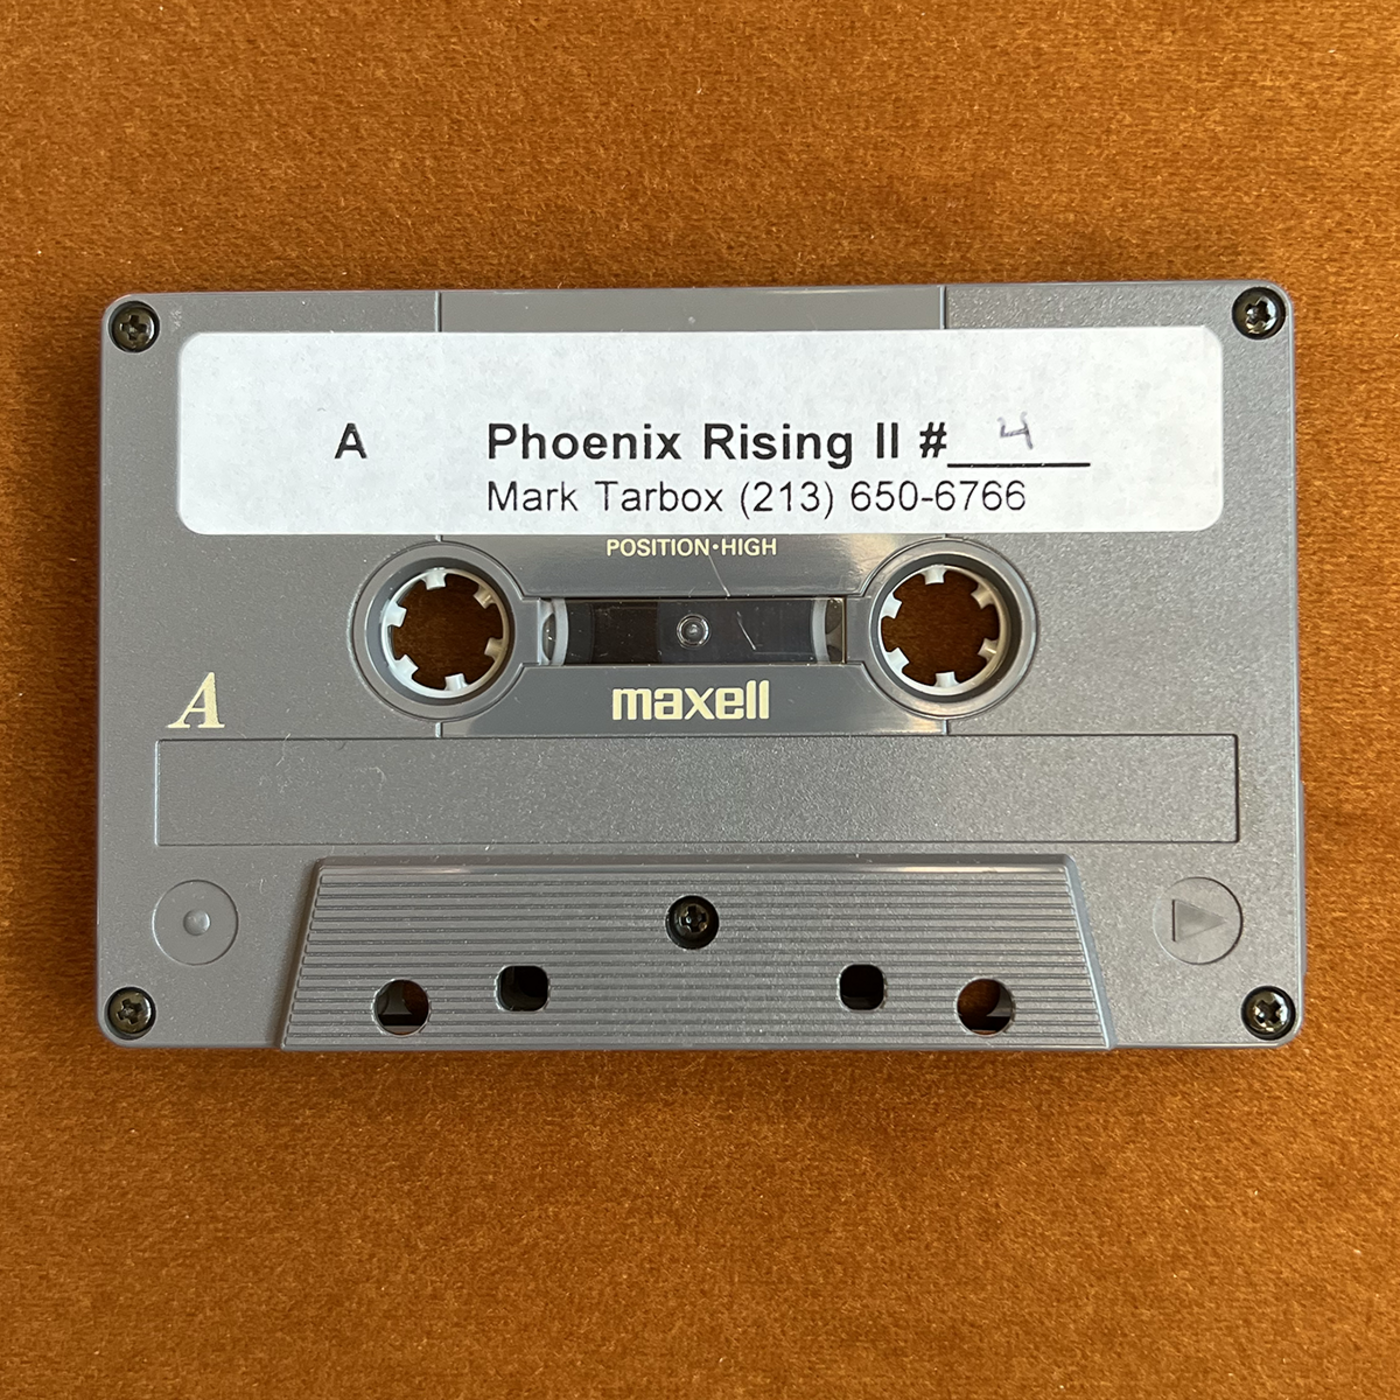 A Phoenix Rising II # 4
Mark Tarbox (213) 650-6766
POSITION·HIGH
maxell
A